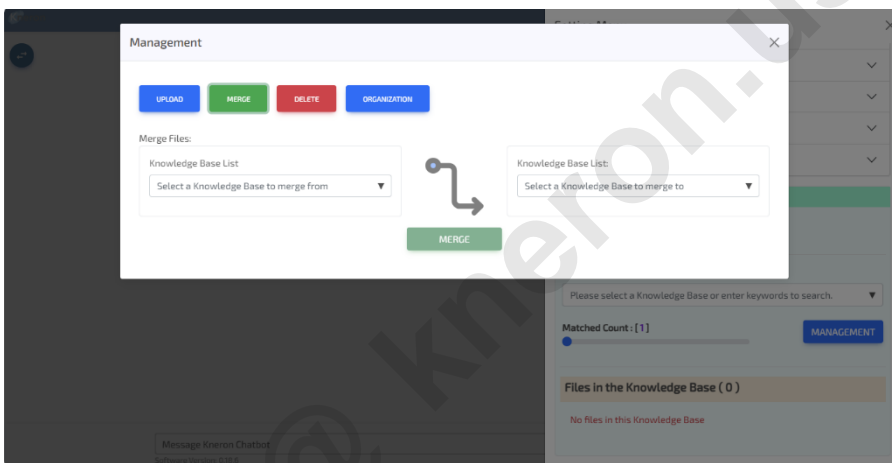 Management
UPLOAD
MERGE
DELETE
ORGANIZATION
Merge Files:
Knowledge Base List
Select a Knowledge Base to merge from
Knowledge Base List:
Select a Knowledge Base to merge to
MERGE
Please select a Knowledge Base or enter keywords to search.
Matched Count : [ 1 ]
MANAGEMENT
Files in the Knowledge Base ( 0 )
No files in this Knowledge Base
Message Kneron Chatbot
@ kneron.us